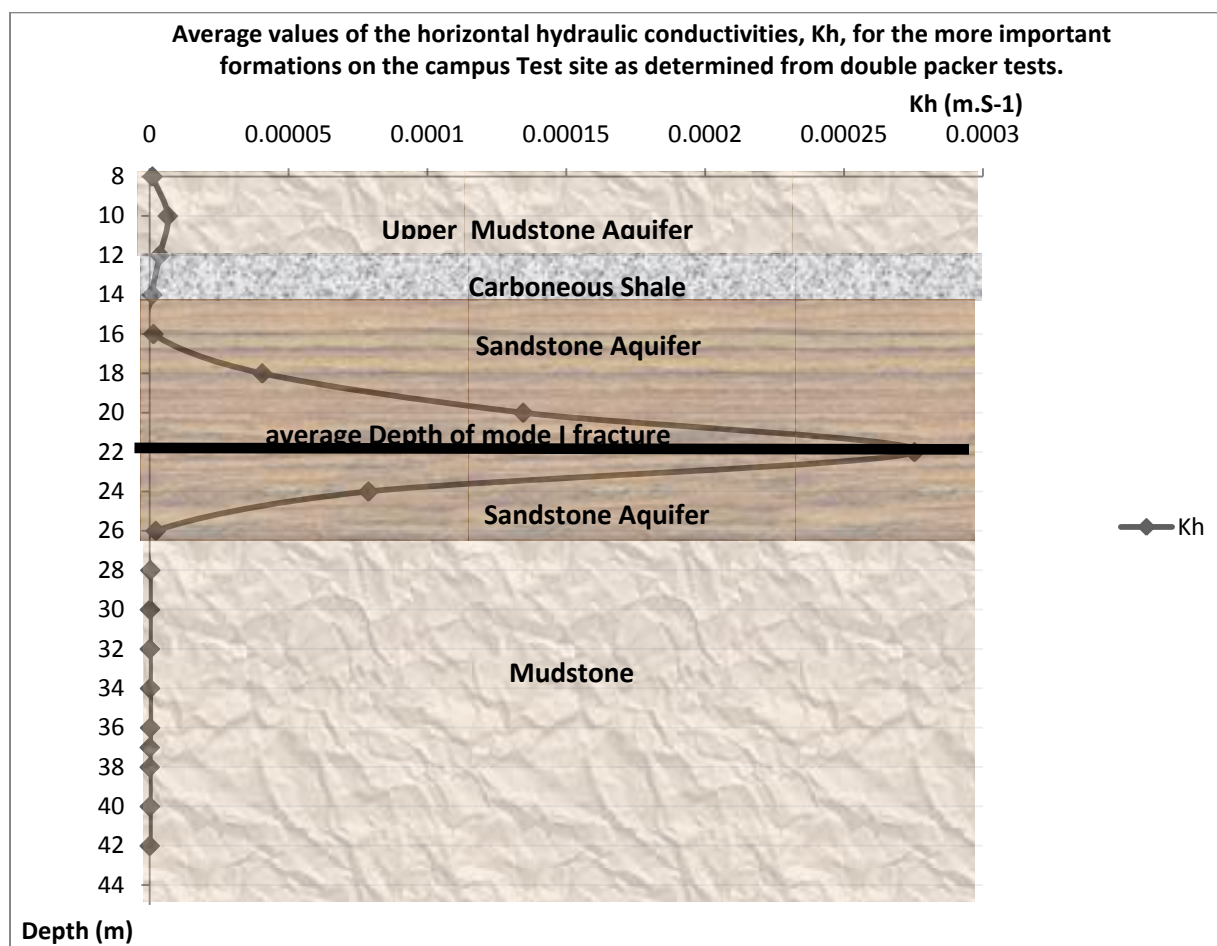 Average values of the horizontal hydraulic conductivities, Kh, for the more important
formations on the campus Test site as determined from double packer tests.
Kh (m.S-1)
0 0.00005 0.0001 0.00015 0.0002 0.00025 0.0003
8
10
Upper Mudstone Aquifer
12
Carboneous Shale
14
16
Sandstone Aquifer
18
20
average Depth of mode I fracture
22
24
Sandstone Aquifer
26
Kh
28
30
32
Mudstone
34
36
37
38
40
42
44
Depth (m)